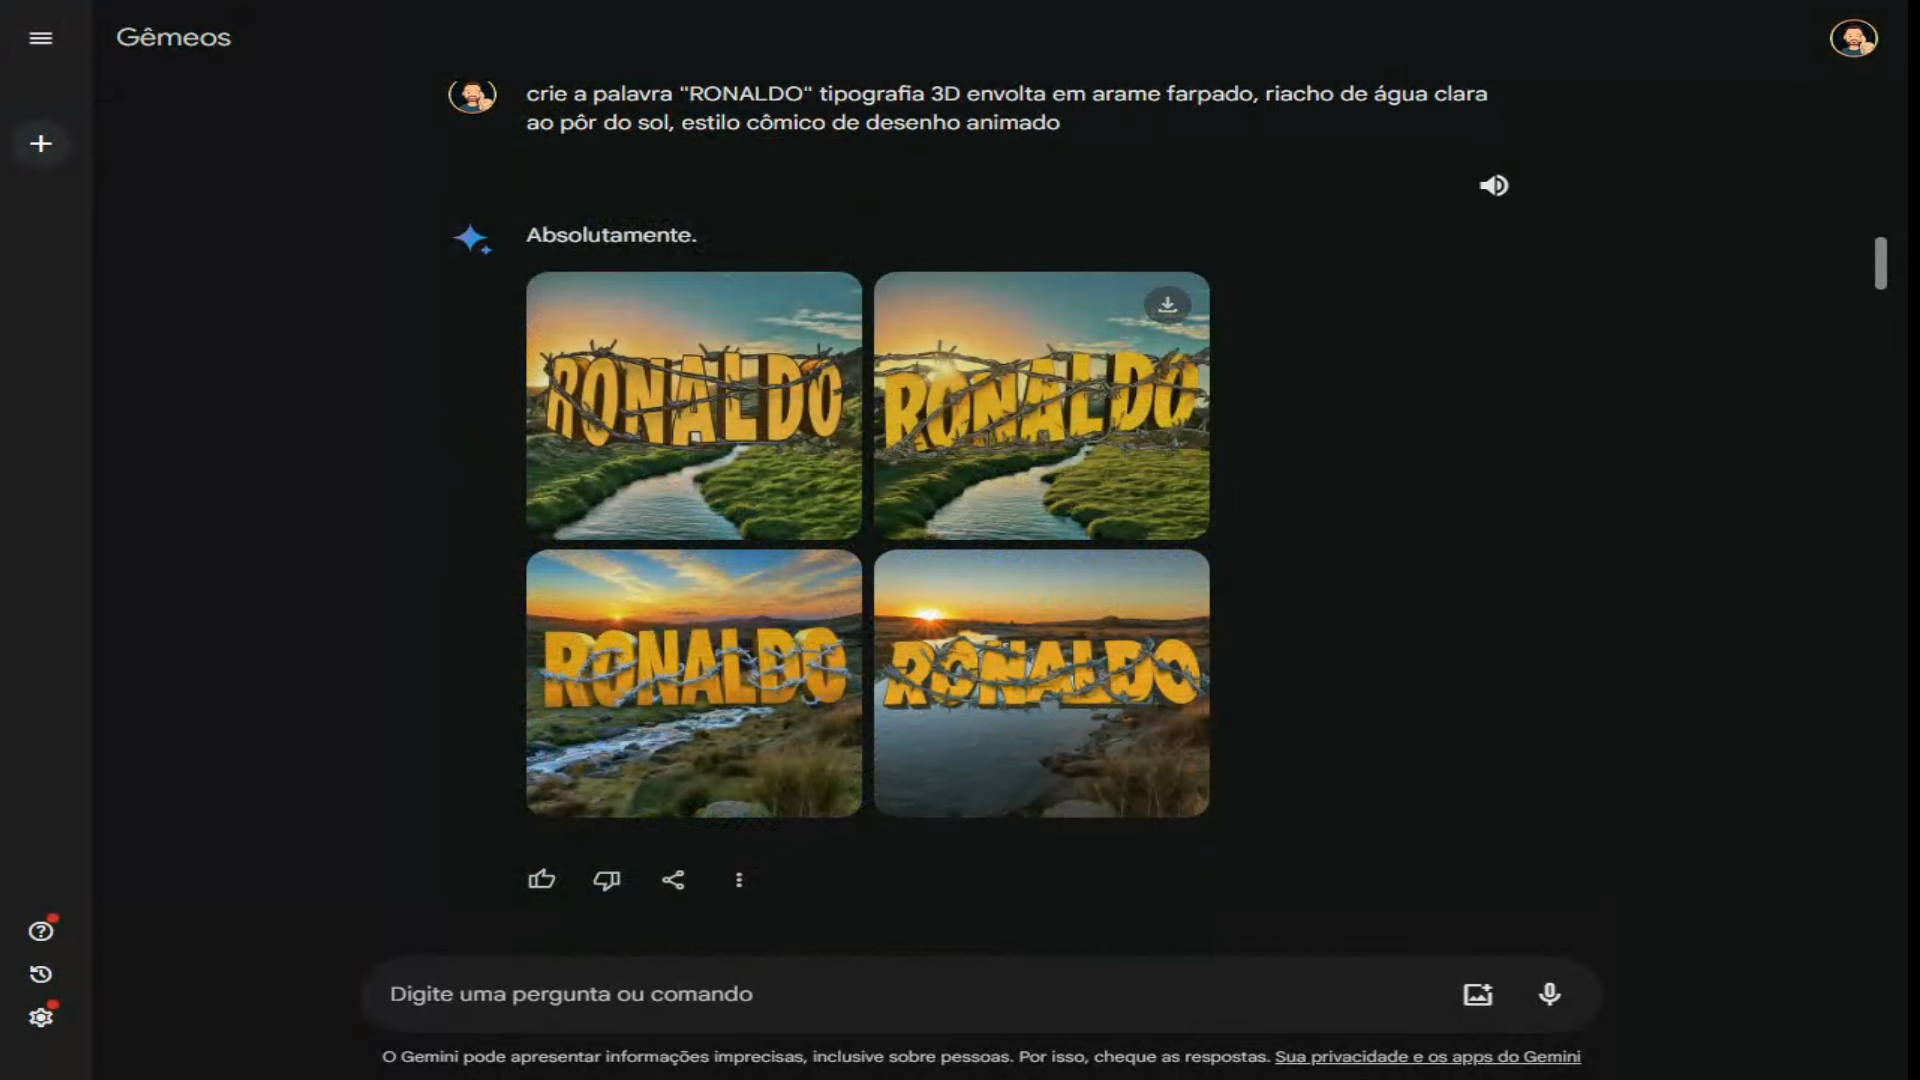 Gêmeos
crie a palavra "RONALDO" tipografia 3D envolta em arame farpado, riacho de água clara
ao pôr do sol, estilo cômico de desenho animado
Absolutamente.
RONALDO
RONALDO
RONALDO
RONALDO
Digite uma pergunta ou comando
O Gemini pode apresentar informações imprecisas, inclusive sobre pessoas. Por isso, cheque as respostas. Sua privacidade e os apps do Gemini